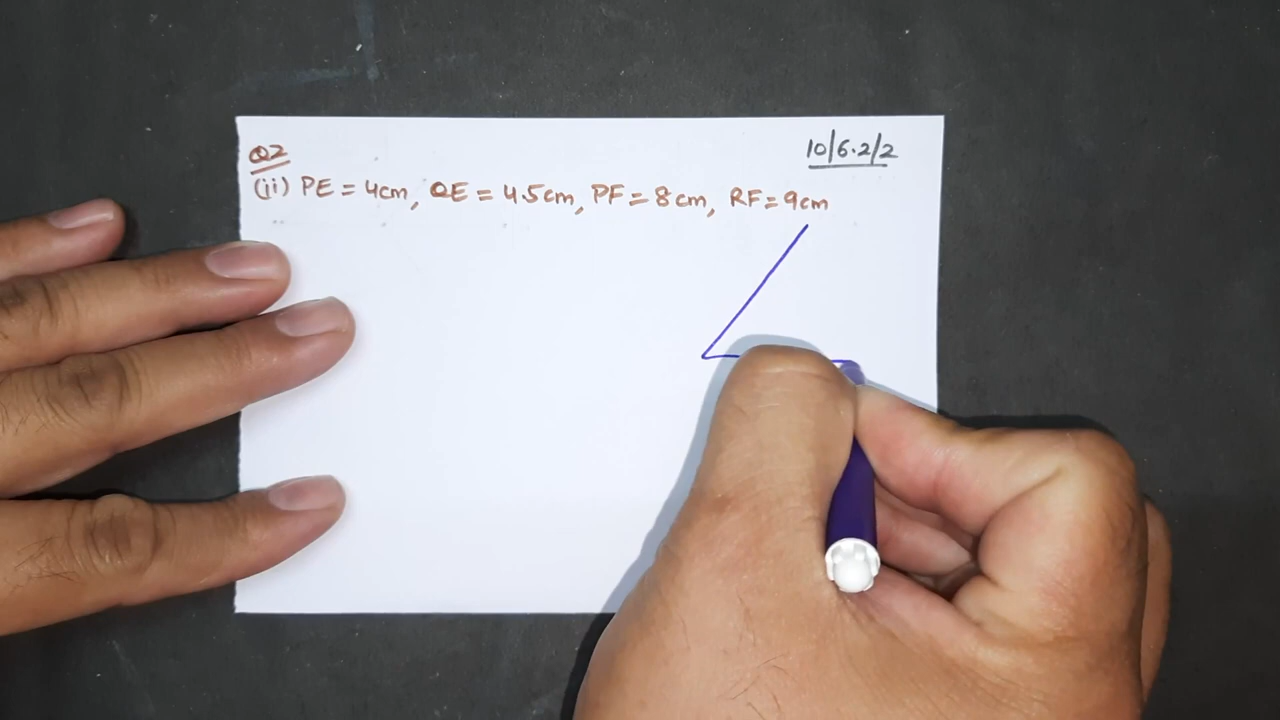 Q2
10/6.2/2
(ii) PE = 4cm, QE = 4.5cm, PF = 8cm, RF = 9cm